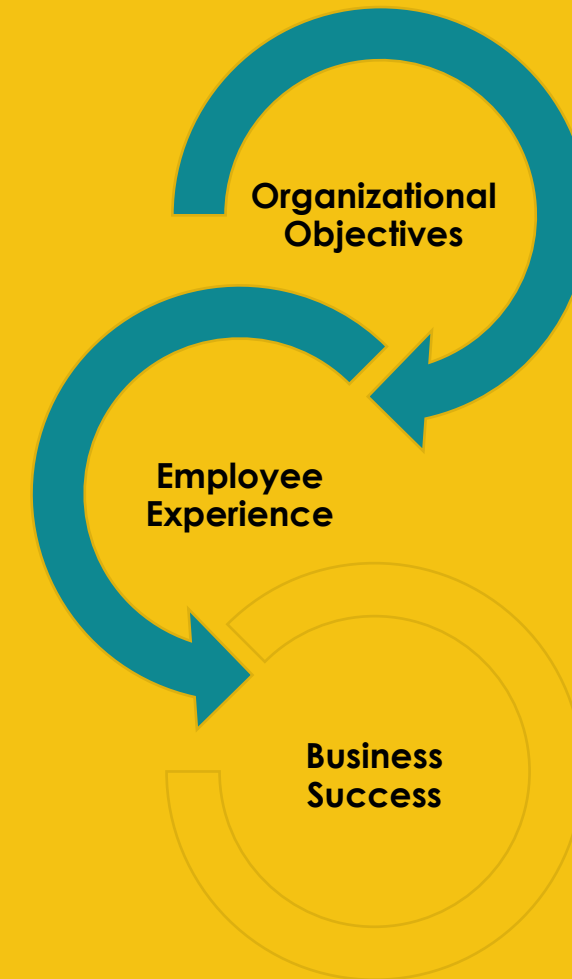 Organizational
Objectives
Employee
Experience
Business
Success